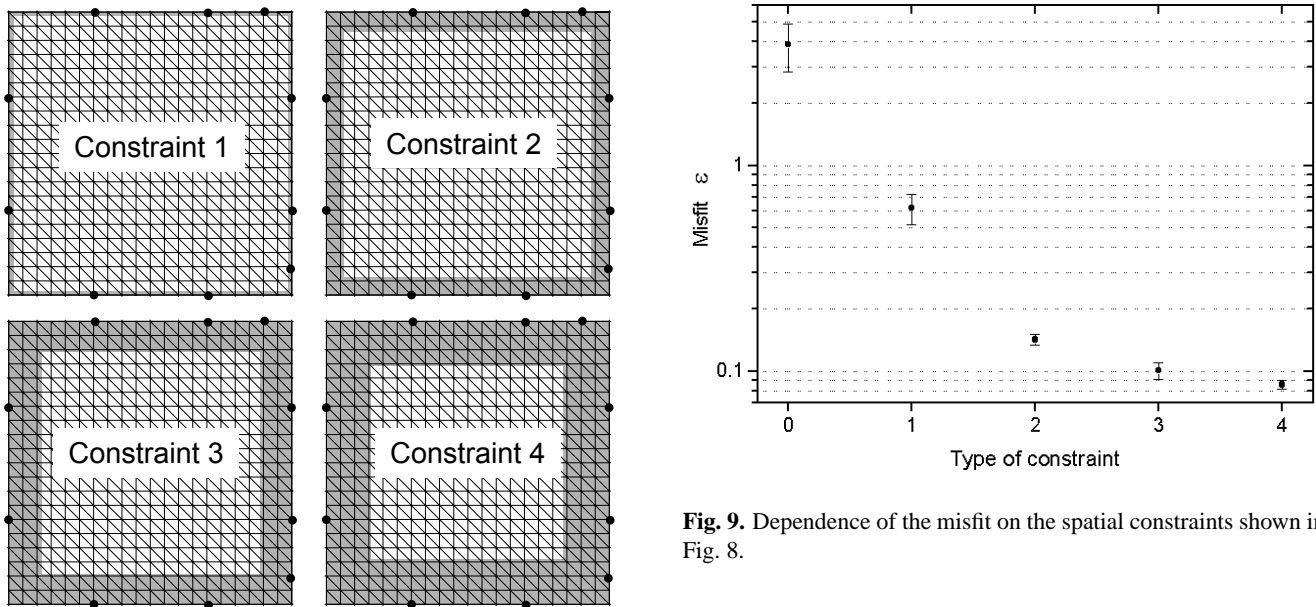 Constraint 1
Constraint 2
Constraint 3
Constraint 4
Misfit ε
1
0.1
0 1 2 3 4
Type of constraint
Fig. 9. Dependence of the misfit on the spatial constraints shown in
Fig. 8.